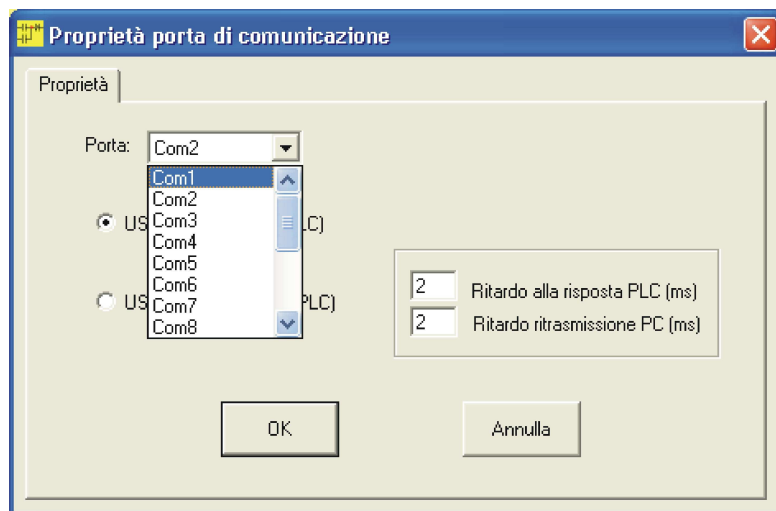 Proprietà porta di comunicazione
Proprietà
Porta: Com2
Com1
Com2
Com3
Com4
Com5
Com6
Com7
Com8
US LC)
US PLC)
2 Ritardo alla risposta PLC (ms)
2 Ritardo ritrasmissione PC (ms)
OK Annulla